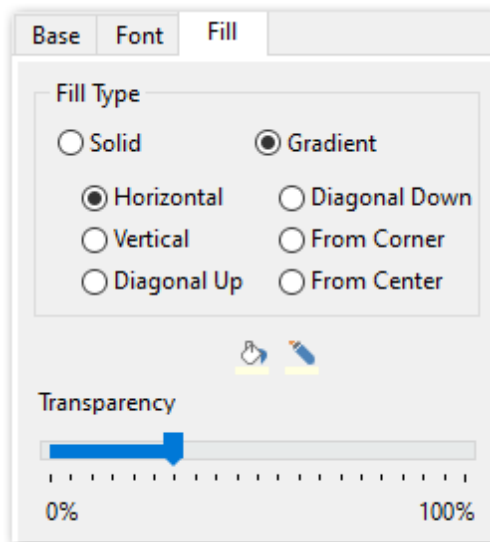 Base Font Fill
Fill Type
Solid Gradient
Horizontal Diagonal Down
Vertical From Corner
Diagonal Up From Center
Transparency
0% 100%